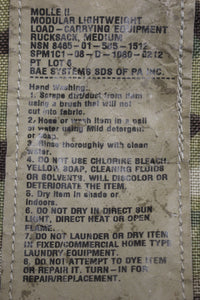 MOLLE II
MODULAR LIGHTWEIGHT
LOAD-CARRYING EQUIPMENT
RUCKSACK, MEDIUM
NSN 8465-01-585-1512
SPM1C1-08-D-1080-0212
PT LOT 6
BAE SYSTEMS SDS OF PA INC.
Hand Washing:
1. Scrape dirt/dust from item
using a brush that will not
cut into fabric.
2. Hose or wash item in a pail
of water using Mild detergent
or soap.
3. Rinse thoroughly with clean
water.
4. DO NOT USE CHLORINE BLEACH,
YELLOW SOAP, CLEANING FLUIDS
OR SOLVENTS. WILL DISCOLOR OR
DETERIORATE THE ITEM.
5. Dry item in shade or
indoors.
6. DO NOT DRY IN DIRECT SUN
LIGHT, DIRECT HEAT OR OPEN
FLAME.
7. DO NOT LAUNDER OR DRY ITEM
IN FIXED/COMMERCIAL HOME TYPE
LAUNDRY EQUIPMENT.
8. DO NOT ATTEMPT TO DYE ITEM
OR REPAIR IT. TURN-IN FOR
REPAIR/REPLACEMENT.